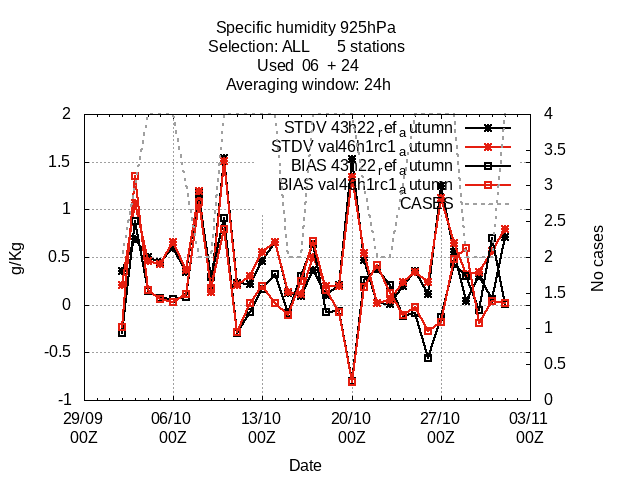 Specific humidity 925hPa
Selection: ALL 5 stations
Used 06 + 24
Averaging window: 24h
STDV 43h22_ref_autumn
STDV val46h1rc1_autumn
BIAS 43h22_ref_autumn
BIAS val46h1rc1_autumn
CASES
g/Kg
2
1.5
1
0.5
0
-0.5
-1
No cases
4
3.5
3
2.5
2
1.5
1
0.5
0
29/09 06/10 13/10 20/10 27/10 03/11
00Z 00Z 00Z 00Z 00Z 00Z
Date